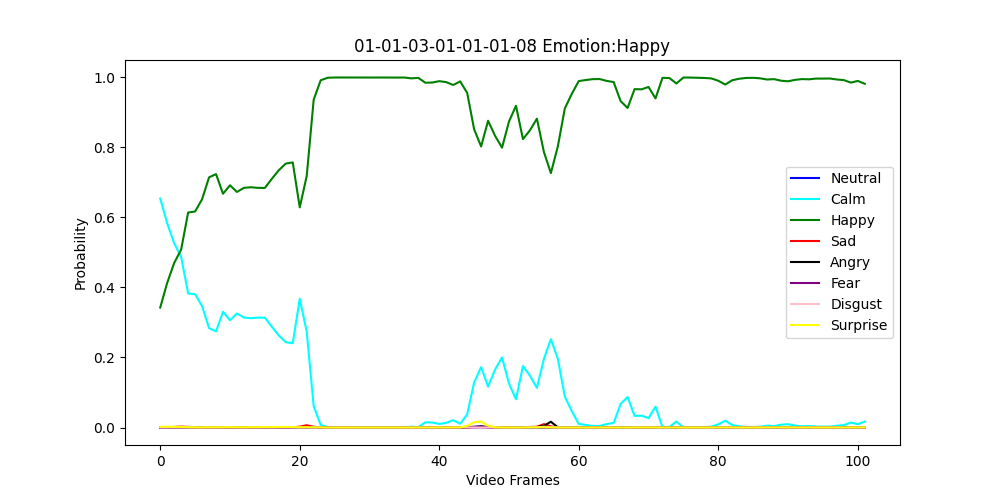 01-01-03-01-01-01-08 Emotion:Happy
1.0
0.8
0.6
0.4
0.2
0.0
Probability
0 20 40 60 80 100
Video Frames
Neutral
Calm
Happy
Sad
Angry
Fear
Disgust
Surprise